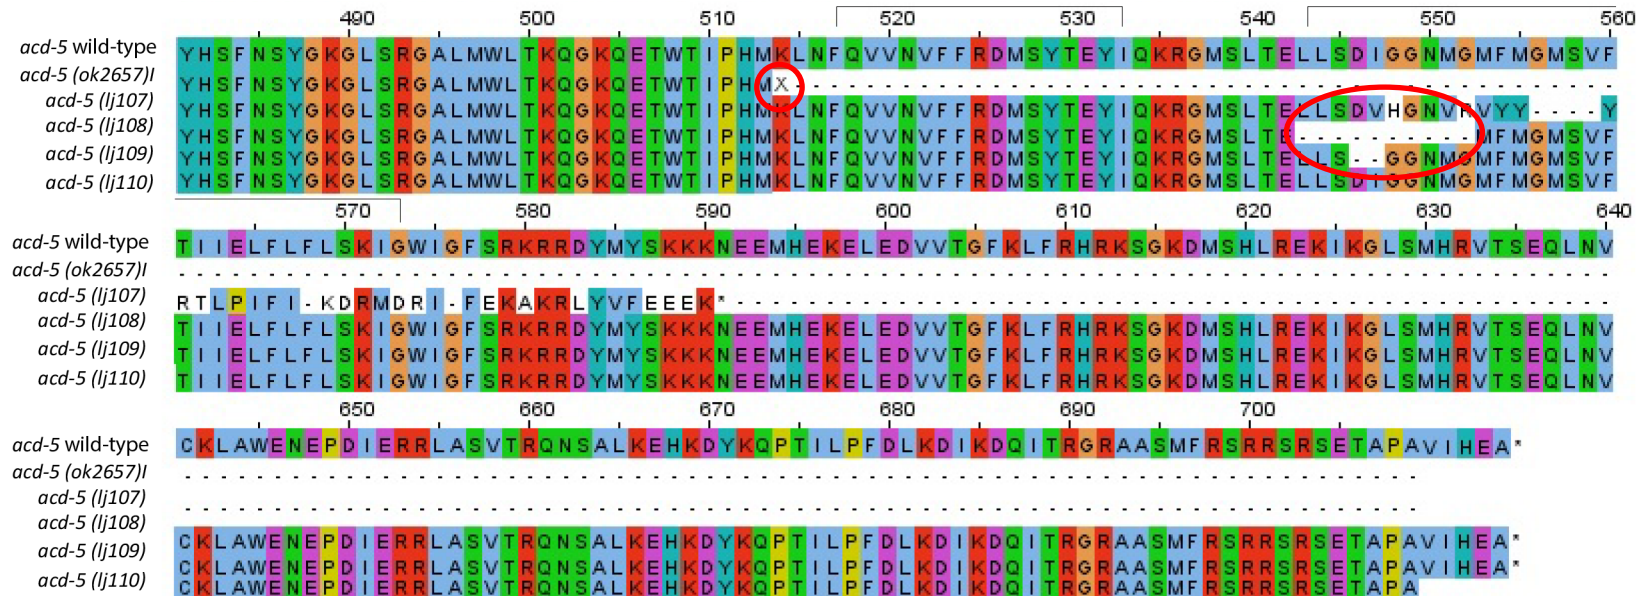 490 500 510 520 530 540 550 560
acd-5 wild-type YHSFNSYGKGLSRGALMWLTKQGKQETWTIPHMKLNFQVVNVFFRDMSYTEYIQKRGMSLTELLSDIGGNMGMFMGMSVF
acd-5 (ok2657)I YHSFNSYGKGLSRGALMWLTKQGKQETWTIPHMX----------------------------------------------
acd-5 (lj107) YHSFNSYGKGLSRGALMWLTKQGKQETWTIPHMKLNFQVVNVFFRDMSYTEYIQKRGMSLTELLSDVHGNVRVYY----Y
acd-5 (lj108) YHSFNSYGKGLSRGALMWLTKQGKQETWTIPHMKLNFQVVNVFFRDMSYTEYIQKRGMSLTE----------MFMGMSVF
acd-5 (lj109) YHSFNSYGKGLSRGALMWLTKQGKQETWTIPHMKLNFQVVNVFFRDMSYTEYIQKRGMSLTELLS--GGNMGMFMGMSVF
acd-5 (lj110) YHSFNSYGKGLSRGALMWLTKQGKQETWTIPHMKLNFQVVNVFFRDMSYTEYIQKRGMSLTELLSDIGGNMGMFMGMSVF
570 580 590 600 610 620 630 640
acd-5 wild-type TIIELFLFLSKIGWIGFSRKRRDYMYSKKKNEEMHEKELEDVVTGFKLFRHRKSGKDMSHLREKIKGLSMHRVTSEQLNV
acd-5 (ok2657)I --------------------------------------------------------------------------------
acd-5 (lj107) RTLPIFI-KDRMDRI-FEKAKRLYVFEEEK*-------------------------------------------------
acd-5 (lj108) TIIELFLFLSKIGWIGFSRKRRDYMYSKKKNEEMHEKELEDVVTGFKLFRHRKSGKDMSHLREKIKGLSMHRVTSEQLNV
acd-5 (lj109) TIIELFLFLSKIGWIGFSRKRRDYMYSKKKNEEMHEKELEDVVTGFKLFRHRKSGKDMSHLREKIKGLSMHRVTSEQLNV
acd-5 (lj110) TIIELFLFLSKIGWIGFSRKRRDYMYSKKKNEEMHEKELEDVVTGFKLFRHRKSGKDMSHLREKIKGLSMHRVTSEQLNV
650 660 670 680 690 700
acd-5 wild-type CKLAWENEPDIERRLASVTRQNSALKEHKDYKQPTILPFDLKDIKDQITRGRAASMFRSRRSRSETAPAVIHEA*
acd-5 (ok2657)I ---------------------------------------------------------------------
acd-5 (lj107) ---------------------------------------------------------------------
acd-5 (lj108) CKLAWENEPDIERRLASVTRQNSALKEHKDYKQPTILPFDLKDIKDQITRGRAASMFRSRRSRSETAPAVIHEA*
acd-5 (lj109) CKLAWENEPDIERRLASVTRQNSALKEHKDYKQPTILPFDLKDIKDQITRGRAASMFRSRRSRSETAPAVIHEA*
acd-5 (lj110) CKLAWENEPDIERRLASVTRQNSALKEHKDYKQPTILPFDLKDIKDQITRGRAASMFRSRRSRSETAPA